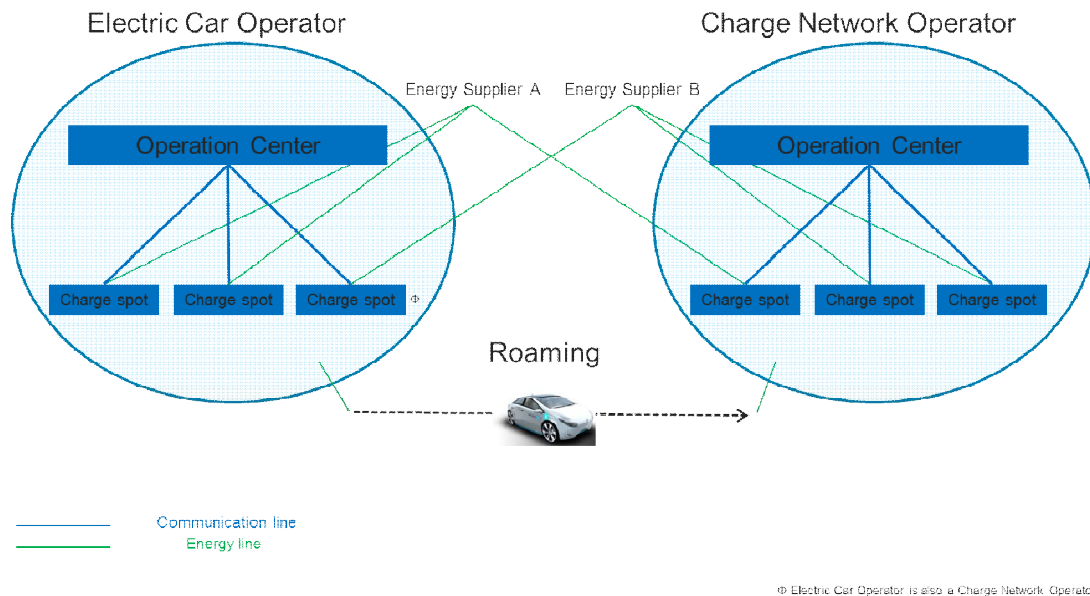 Electric Car Operator
Charge Network Operator
Energy Supplier A
Energy Supplier B
Operation Center
Operation Center
Charge spot
Charge spot
Charge spot Φ
Charge spot
Charge spot
Charge spot
Roaming
Communication line
Energy line
Φ Electric Car Operator is also a Charge Network Operato